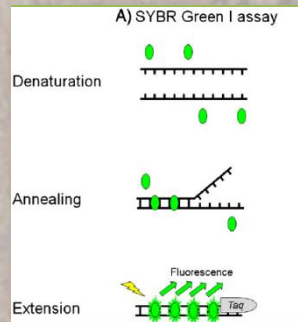 A) SYBR Green I assay
Denaturation
Annealing
Fluorescence
Taq
Extension